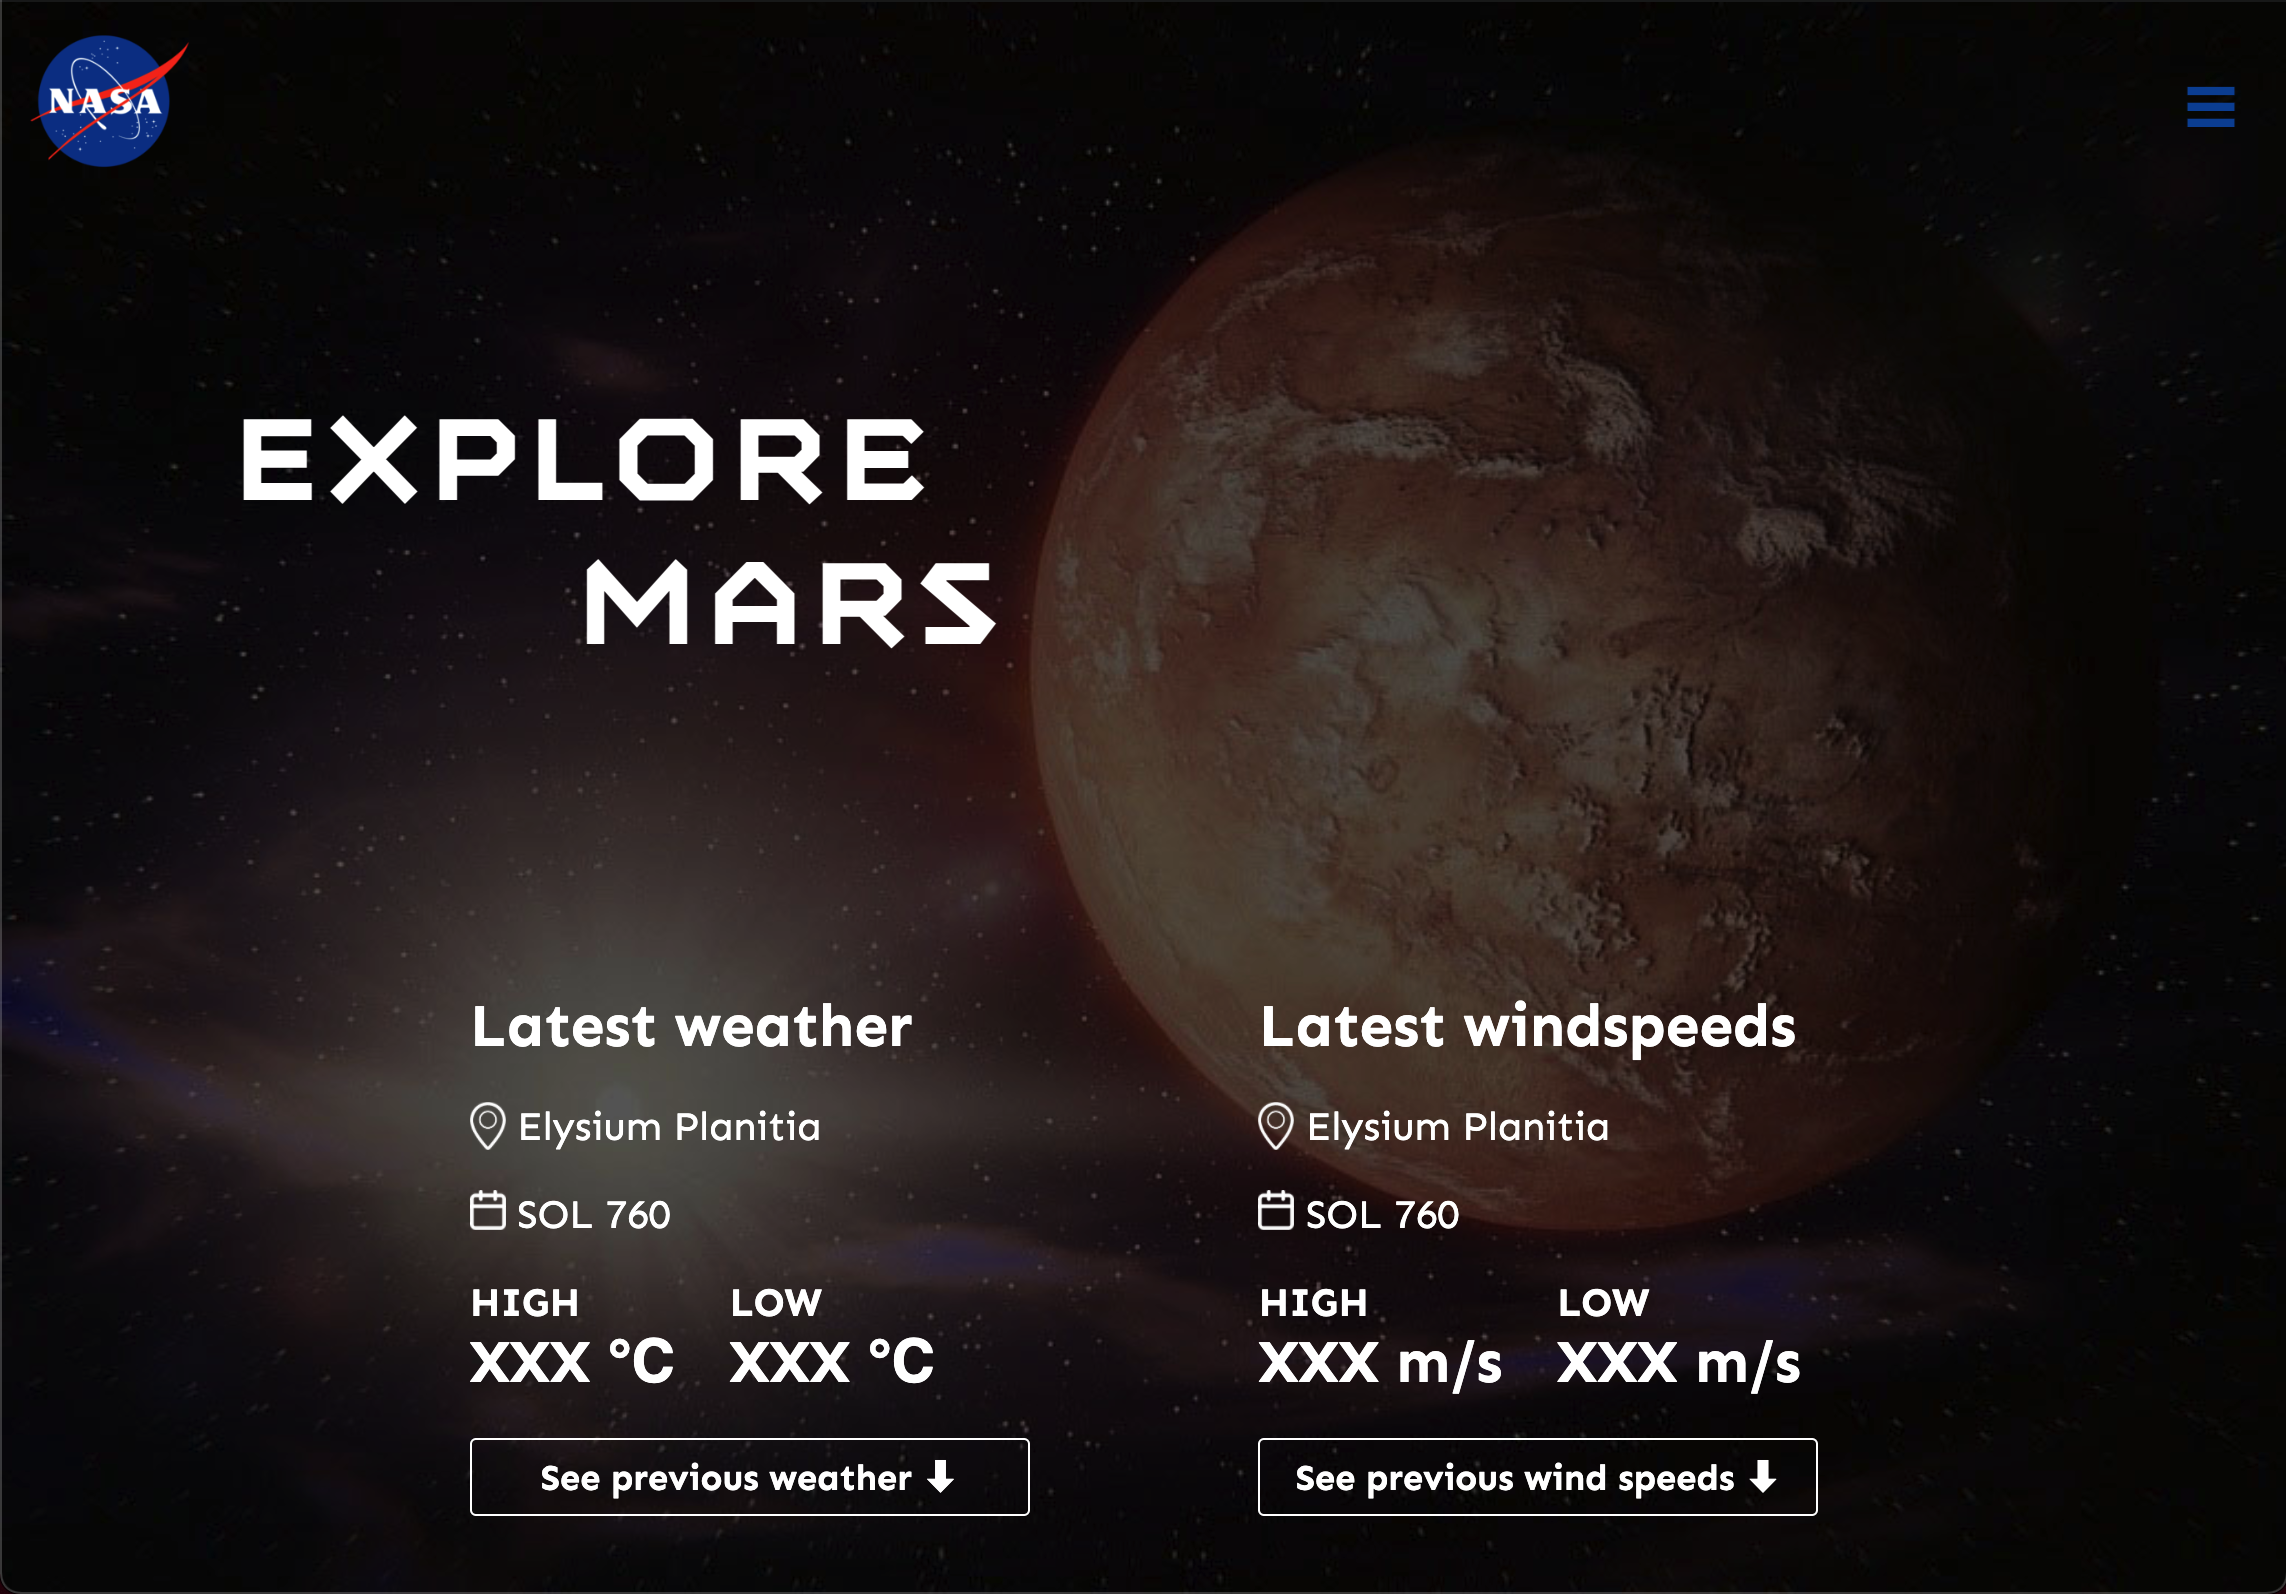 NASA
EXPLORE
MARS
Latest weather
Elysium Planitia
SOL 760
HIGH LOW
XXX °C XXX °C
See previous weather
Latest windspeeds
Elysium Planitia
SOL 760
HIGH LOW
XXX m/s XXX m/s
See previous wind speeds